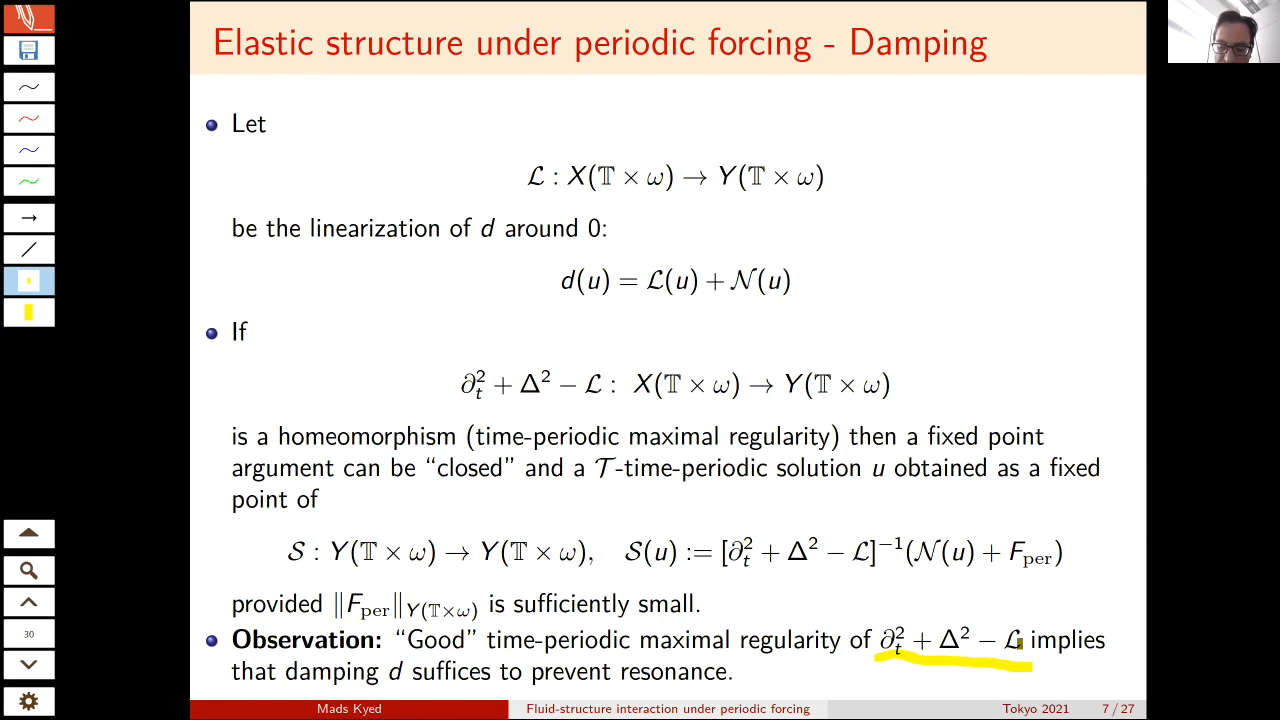 Elastic structure under periodic forcing - Damping
Let
ℒ : X(𝕋 × ω) → Y(𝕋 × ω)
be the linearization of d around 0:
d(u) = ℒ(u) + 𝒩(u)
If
∂ₜ² + Δ² − ℒ : X(𝕋 × ω) → Y(𝕋 × ω)
is a homeomorphism (time-periodic maximal regularity) then a fixed point
argument can be “closed” and a 𝒯-time-periodic solution u obtained as a fixed
point of
𝒮 : Y(𝕋 × ω) → Y(𝕋 × ω), 𝒮(u) := [∂ₜ² + Δ² − ℒ]⁻¹(𝒩(u) + F_per)
provided ‖F_per‖_Y(𝕋×ω) is sufficiently small.
Observation: “Good” time-periodic maximal regularity of ∂ₜ² + Δ² − ℒ implies
that damping d suffices to prevent resonance.
Mads Kyed Fluid-structure interaction under periodic forcing Tokyo 2021 7 / 27
30